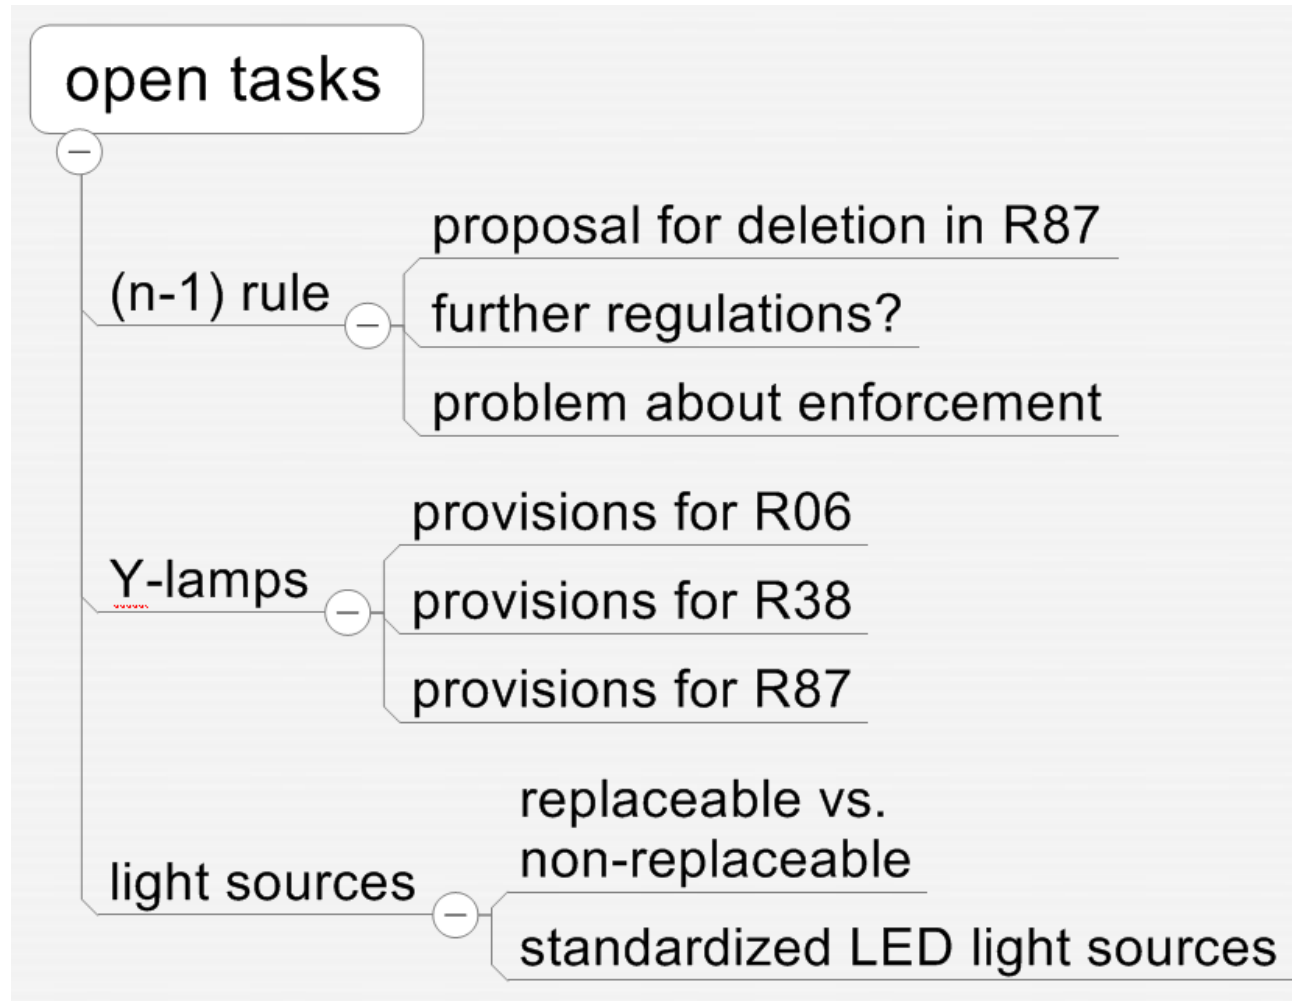 open tasks
(n-1) rule
proposal for deletion in R87
further regulations?
problem about enforcement
Y-lamps
provisions for R06
provisions for R38
provisions for R87
light sources
replaceable vs.
non-replaceable
standardized LED light sources